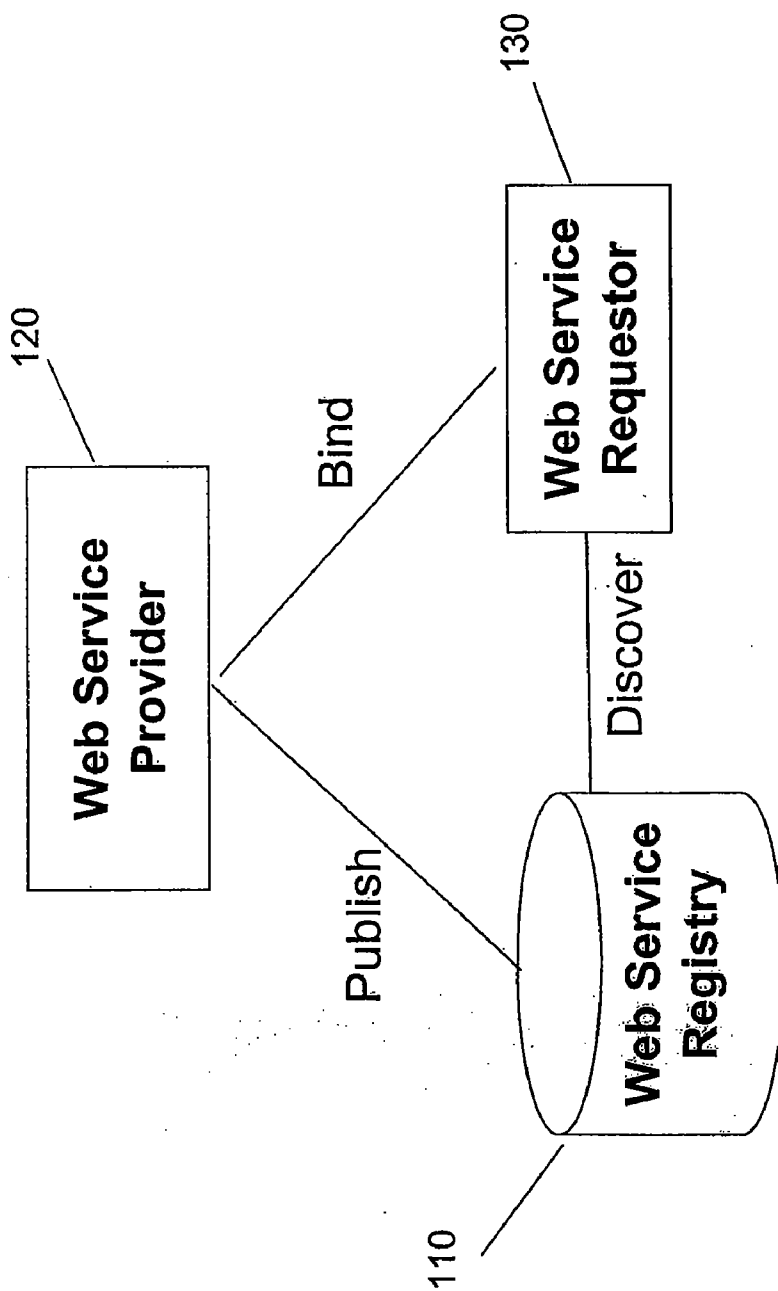 120
Web Service
Provider
Publish
Bind
130
110
Web Service
Registry
Discover
Web Service
Requestor